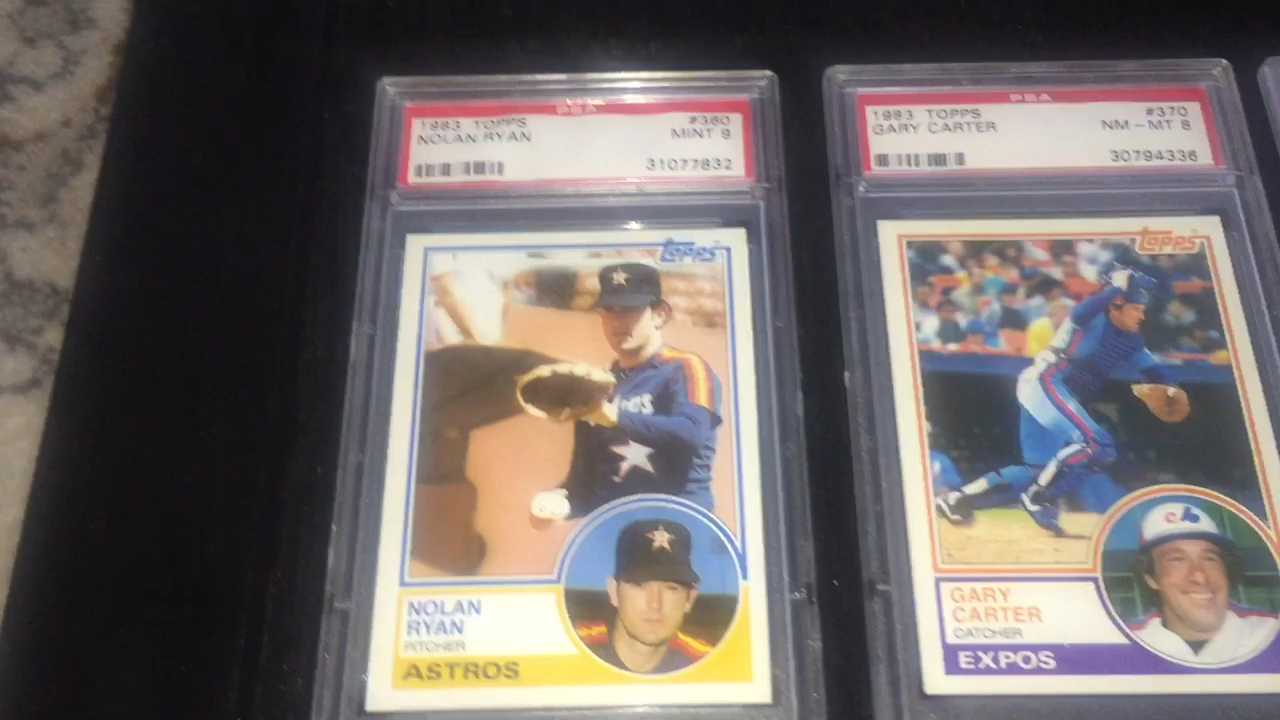 PSA
1983 TOPPS #360
NOLAN RYAN MINT 9
31077832
TOPPS
NOLAN
RYAN
PITCHER
ASTROS
PSA
1983 TOPPS #370
GARY CARTER NM-MT 8
30794336
TOPPS
GARY
CARTER
CATCHER
EXPOS